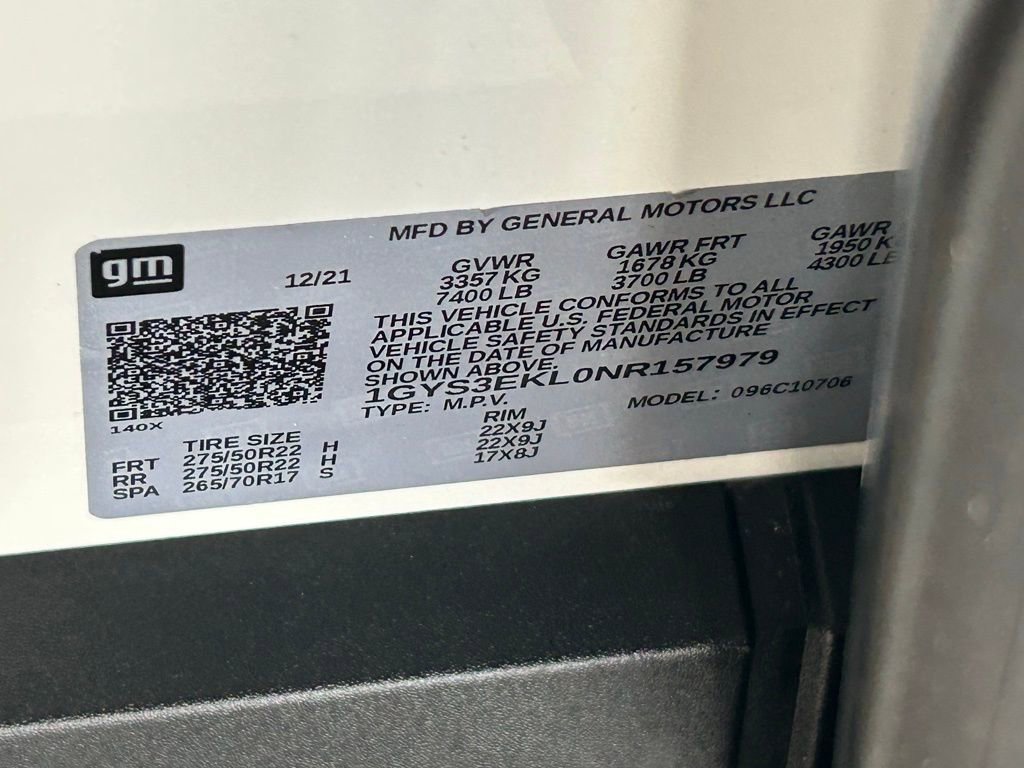 MFD BY GENERAL MOTORS LLC
gm
12/21
GVWR
3357 KG
7400 LB
GAWR FRT
1678 KG
3700 LB
GAWR
1950 K
4300 LB
THIS VEHICLE CONFORMS TO ALL
APPLICABLE U.S. FEDERAL MOTOR
VEHICLE SAFETY STANDARDS IN EFFECT
ON THE DATE OF MANUFACTURE
SHOWN ABOVE.
1GYS3EKL0NR157979
TYPE: M.P.V.
MODEL: 096C10706
140X
TIRE SIZE
RIM
FRT 275/50R22 H 22X9J
RR 275/50R22 H 22X9J
SPA 265/70R17 S 17X8J